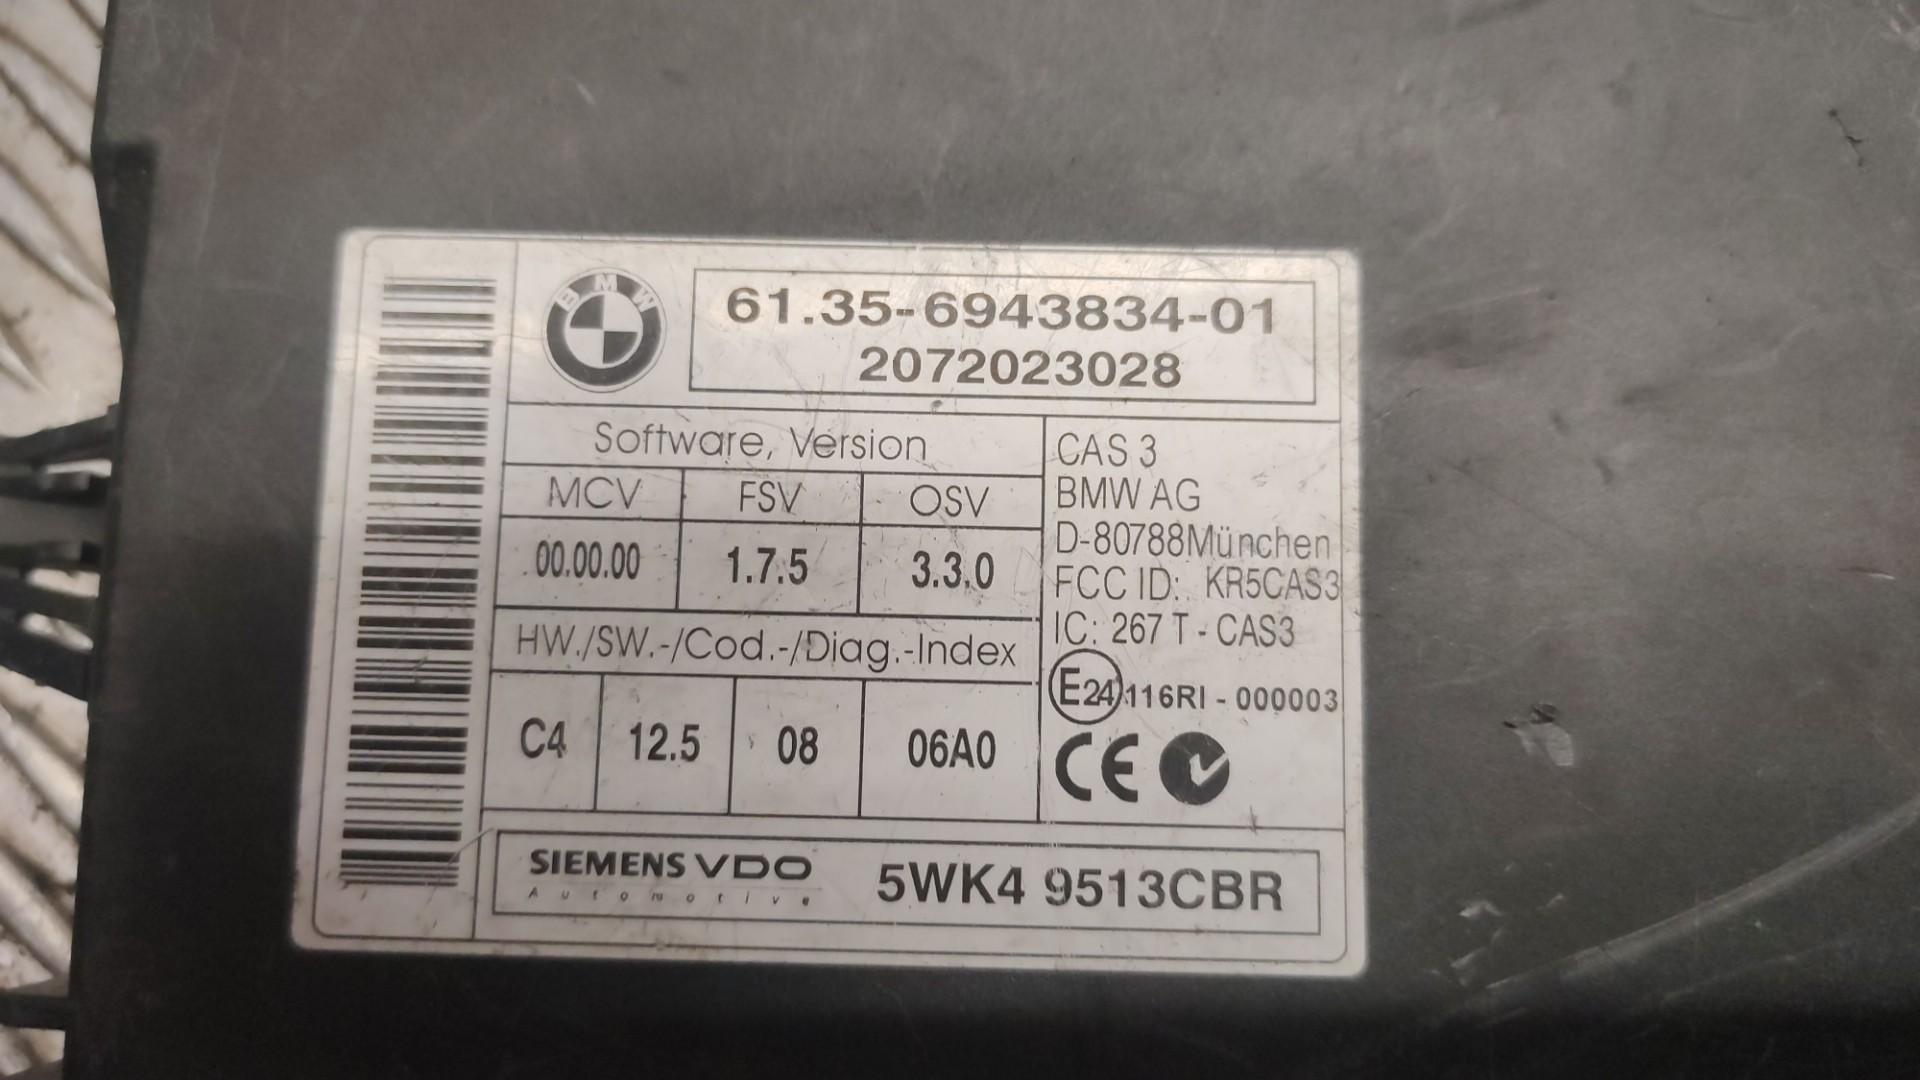 BMW
61.35-6943834-01
2072023028
Software, Version
MCV FSV OSV
00.00.00 1.7.5 3.3.0
HW./SW.-/Cod.-/Diag.-Index
C4 12.5 08 06A0
CAS 3
BMW AG
D-80788München
FCC ID: KR5CAS3
IC: 267 T - CAS3
E24 116RI - 000003
CE
SIEMENS VDO
Automotive
5WK4 9513CBR